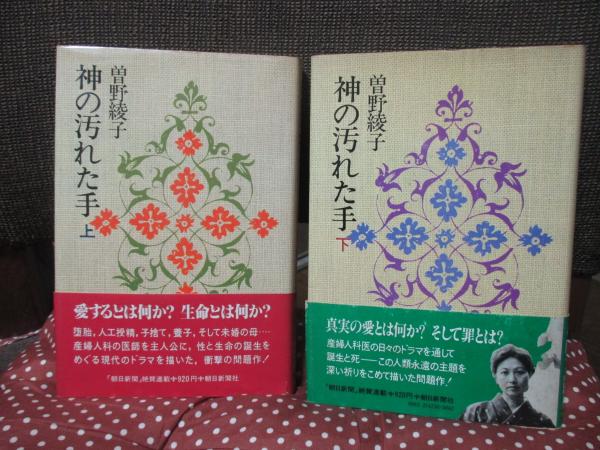 曽野綾子
神の汚れた手
上
愛するとは何か? 生命とは何か?
堕胎,人工授精,子捨て,養子,そして未婚の母‥‥
産婦人科の医師を主人公に,性と生命の誕生を
めぐる現代のドラマを描いた,衝撃の問題作!
「朝日新聞」絶賛連載中920円中朝日新聞社
曽野綾子
神の汚れた手
下
真実の愛とは何か? そして罪とは?
産婦人科医の日々のドラマを通して
誕生と死──この人類永遠の主題を
深い祈りをこめて描いた問題作!
「朝日新聞」絶賛連載中920円中朝日新聞社